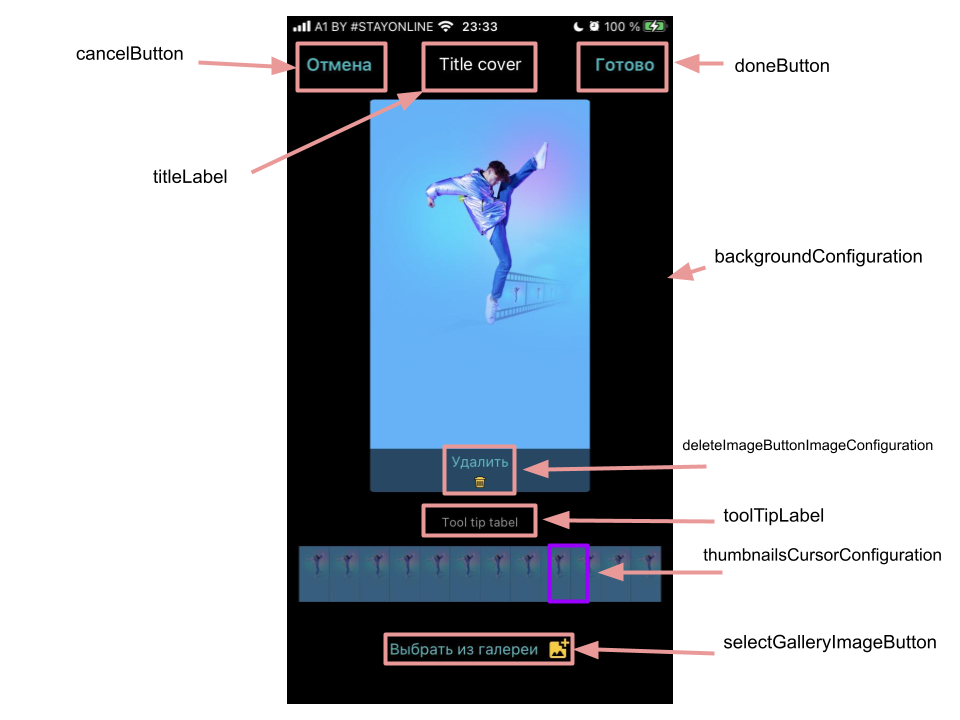 A1 BY #STAYONLINE 23:33 100 %
cancelButton
Отмена
Title cover
Готово
doneButton
titleLabel
backgroundConfiguration
deleteImageButtonImageConfiguration
Удалить
Tool tip tabel
toolTipLabel
thumbnailsCursorConfiguration
Выбрать из галереи
selectGalleryImageButton